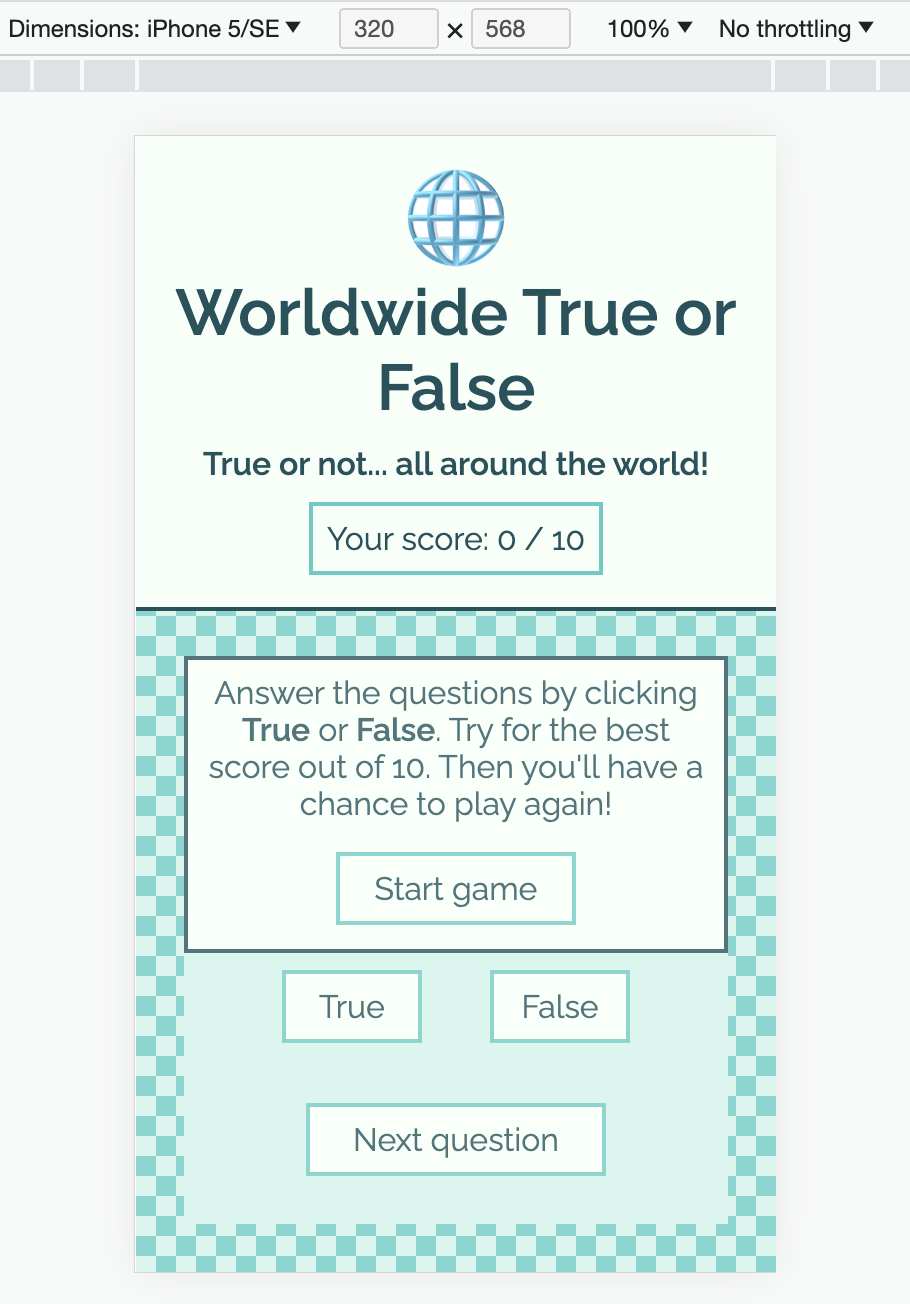 Dimensions: iPhone 5/SE ▼ 320 × 568 100% ▼ No throttling ▼
Worldwide True or
False
True or not... all around the world!
Your score: 0 / 10
Answer the questions by clicking
True or False. Try for the best
score out of 10. Then you'll have a
chance to play again!
Start game
True False
Next question